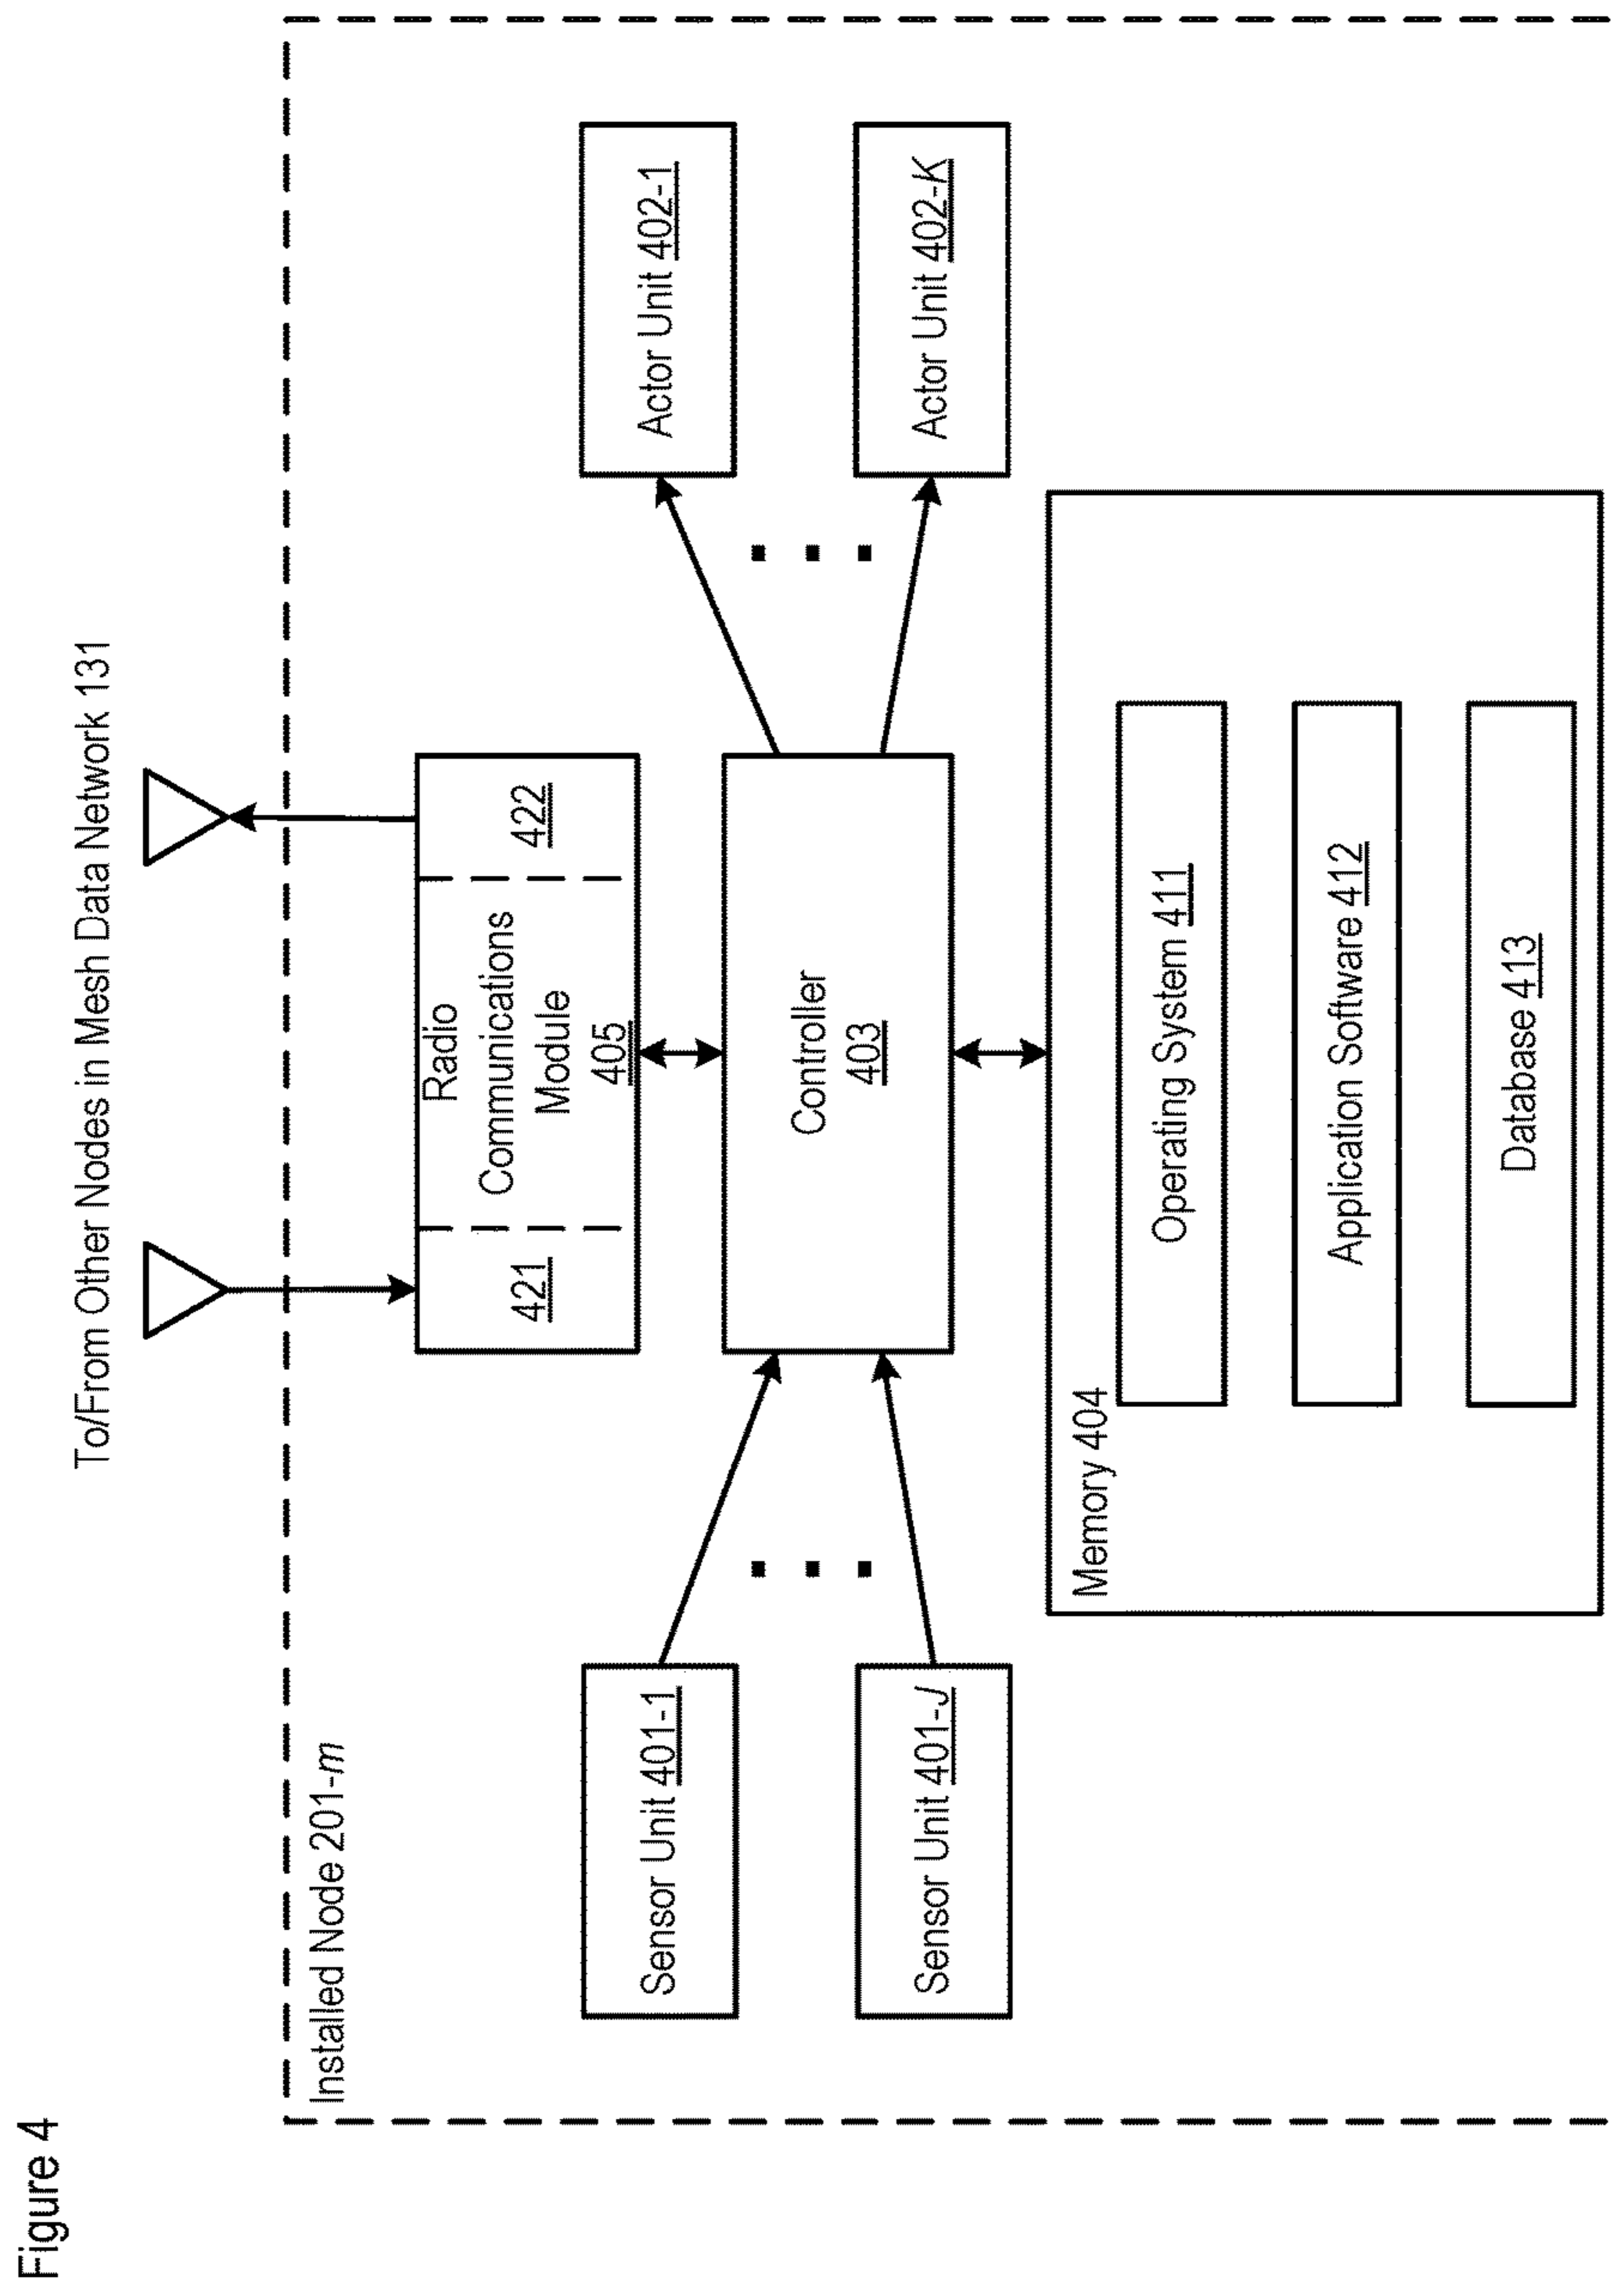 Figure 4
To/From Other Nodes in Mesh Data Network 131
Installed Node 201-m
421
Radio
Communications
Module
405
422
Sensor Unit 401-1
Controller
403
Actor Unit 402-1
Sensor Unit 401-J
Actor Unit 402-K
Memory 404
Operating System 411
Application Software 412
Database 413